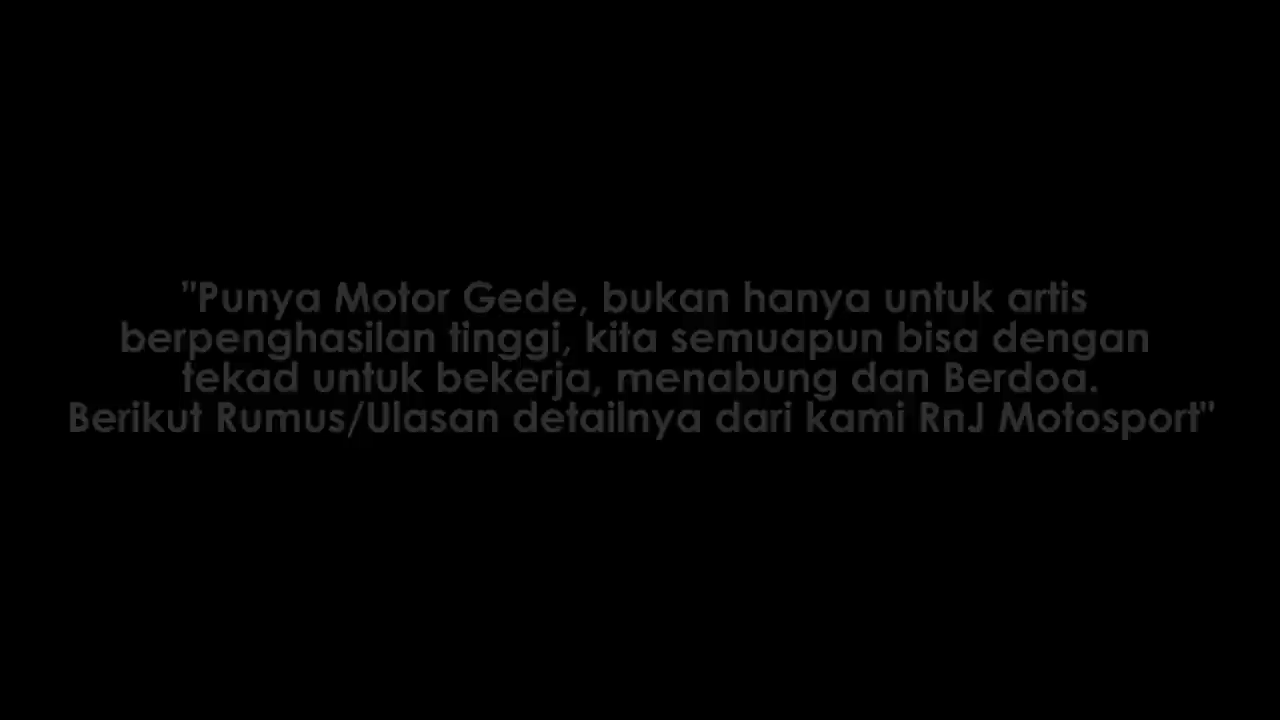 "Punya Motor Gede, bukan hanya untuk artis
berpenghasilan tinggi, kita semuapun bisa dengan
tekad untuk bekerja, menabung dan Berdoa.
Berikut Rumus/Ulasan detailnya dari kami RnJ Motosport"